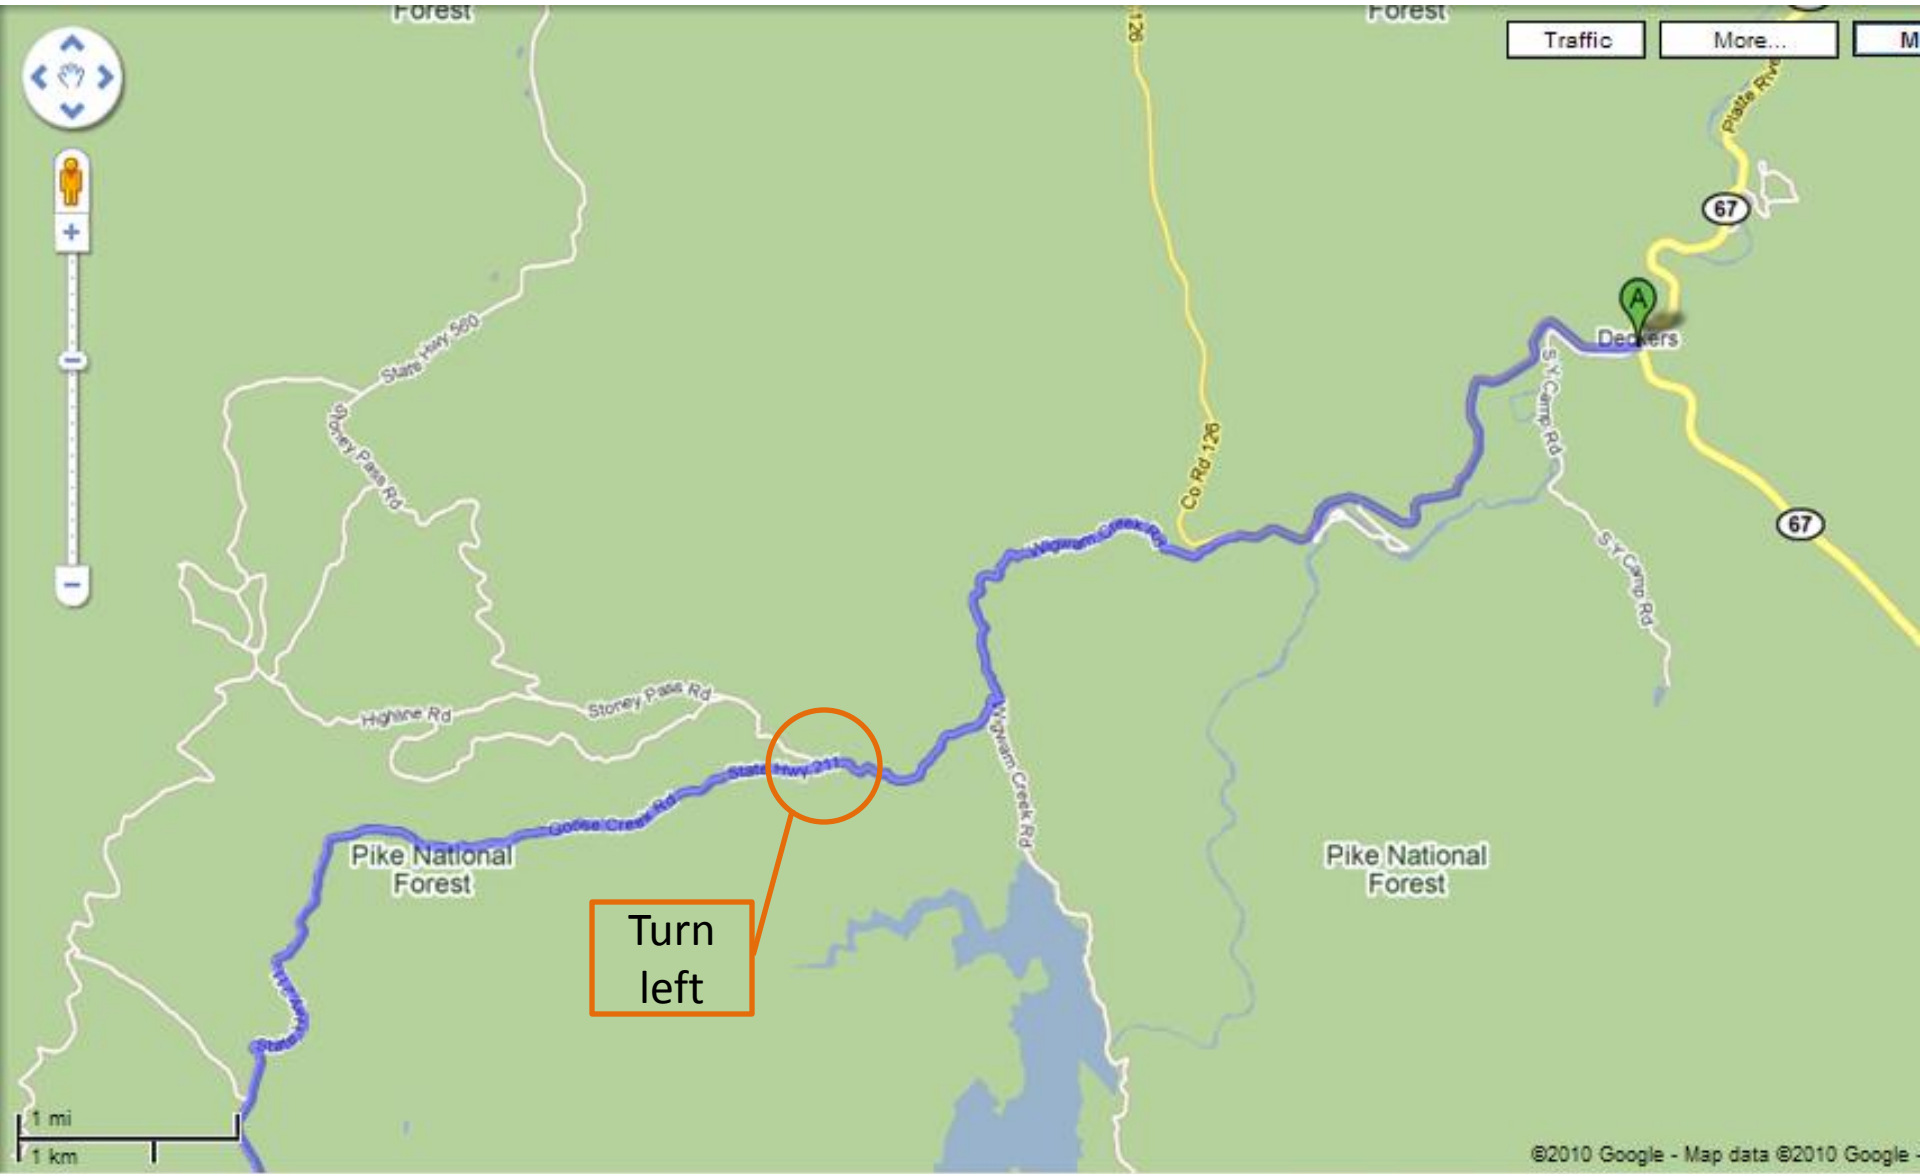 Forest
126
Forest
Traffic
More...
M
Platte Rive
67
A
Deckers
State Hwy 560
S Y Camp Rd
Stoney Pass Rd
Co Rd 126
67
Wigwam Creek Rd
S Y Camp Rd
Stoney Pass Rd
Highline Rd
Wigwam Creek Rd
State Hwy 211
Goose Creek Rd
Pike National
Forest
Pike National
Forest
Turn
left
State
1 mi
1 km
©2010 Google - Map data ©2010 Google -